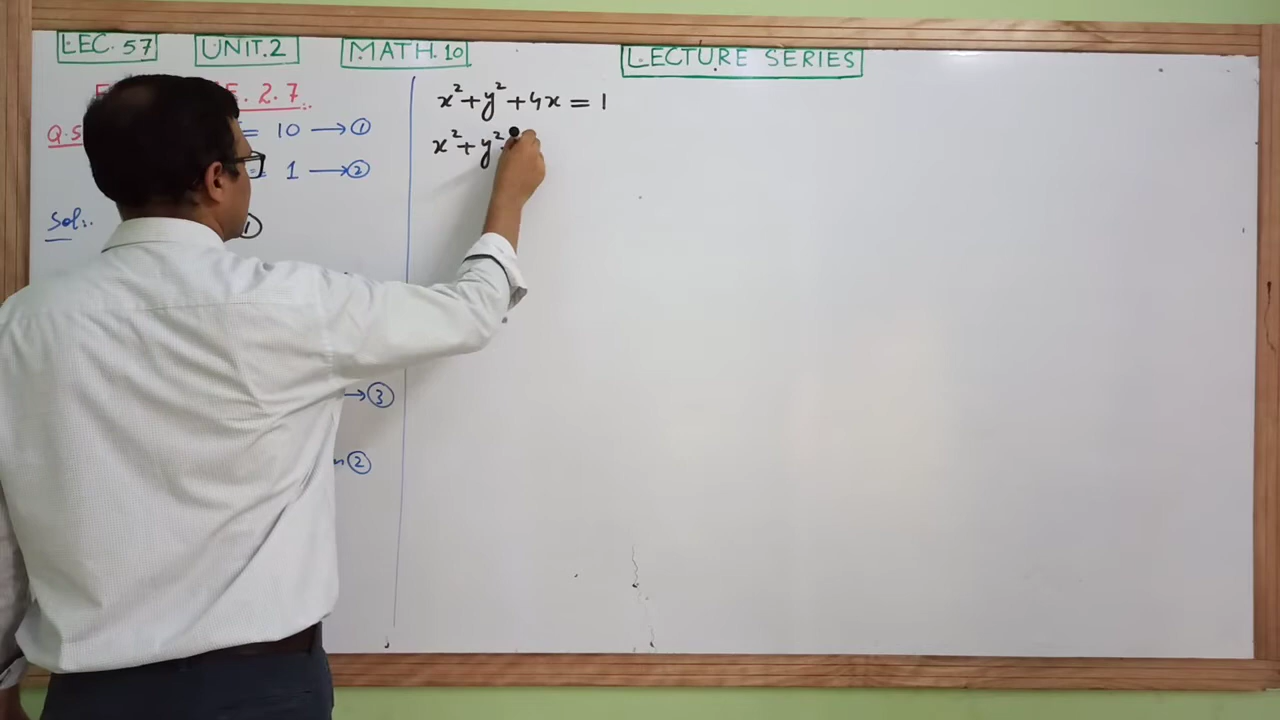 LEC. 57 UNIT. 2 MATH. 10 LECTURE SERIES
E. 2.7
Q.5 = 10 → ①
= 1 → ②
Sol:.
①
→ ③
②
x² + y² + 4x = 1
x² + y²